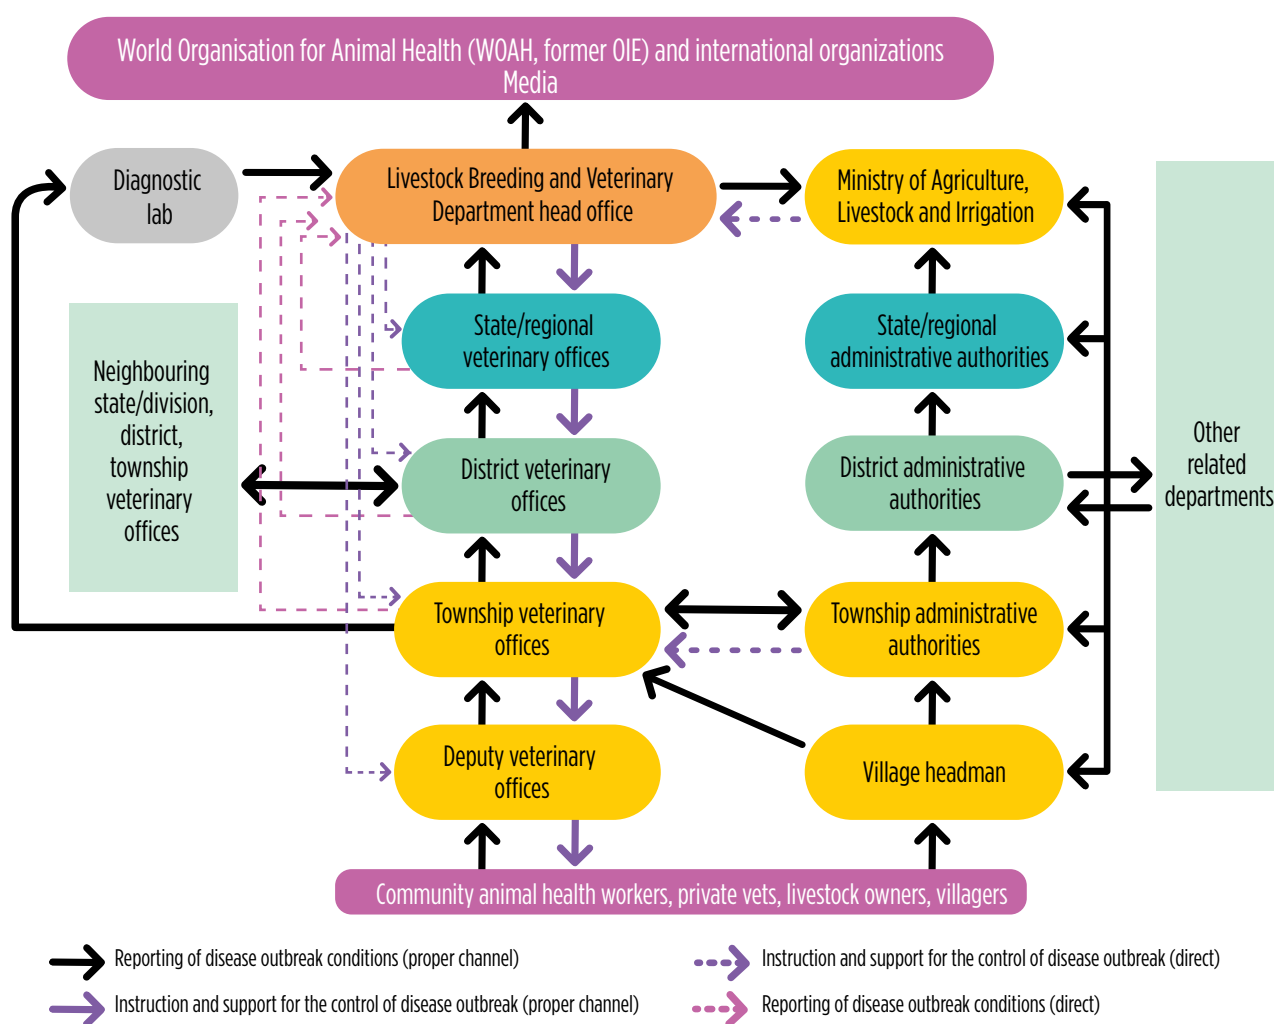 World Organisation for Animal Health (WOAH, former OIE) and international organizations
Media
Diagnostic
lab
Livestock Breeding and Veterinary
Department head office
Ministry of Agriculture,
Livestock and Irrigation
State/regional
veterinary offices
State/regional
administrative authorities
Neighbouring
state/division,
district,
township
veterinary
offices
District veterinary
offices
District administrative
authorities
Other
related
departments
Township veterinary
offices
Township administrative
authorities
Deputy veterinary
offices
Village headman
Community animal health workers, private vets, livestock owners, villagers
Reporting of disease outbreak conditions (proper channel)
Instruction and support for the control of disease outbreak (proper channel)
Instruction and support for the control of disease outbreak (direct)
Reporting of disease outbreak conditions (direct)